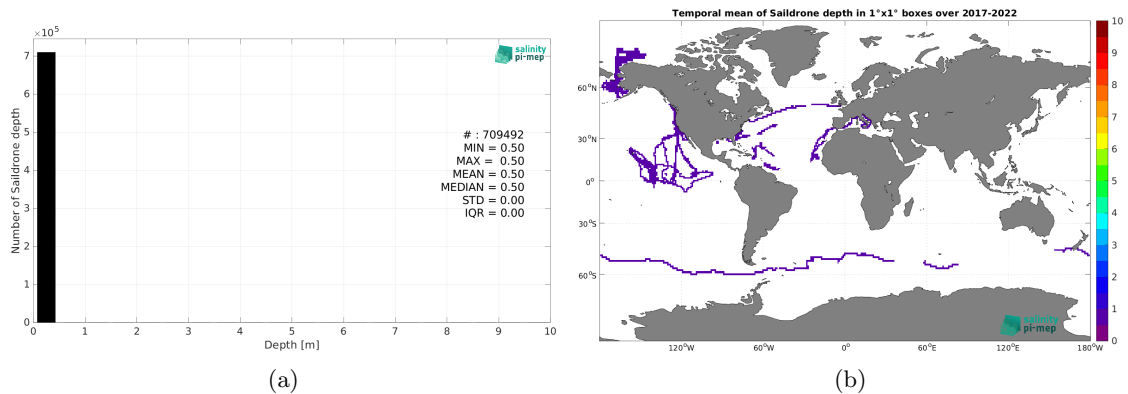 Temporal mean of Saildrone depth in 1°x1° boxes over 2017-2022
×10⁵
7
6
5
4
3
2
1
0
Number of Saildrone depth
salinity
pi-mep
# : 709492
MIN = 0.50
MAX = 0.50
MEAN = 0.50
MEDIAN = 0.50
STD = 0.00
IQR = 0.00
0 1 2 3 4 5 6 7 8 9 10
Depth [m]
(a)
60°N
30°N
0°
30°S
60°S
120°W 60°W 0° 60°E 120°E 180°W
salinity
pi-mep
10
9
8
7
6
5
4
3
2
1
0
(b)